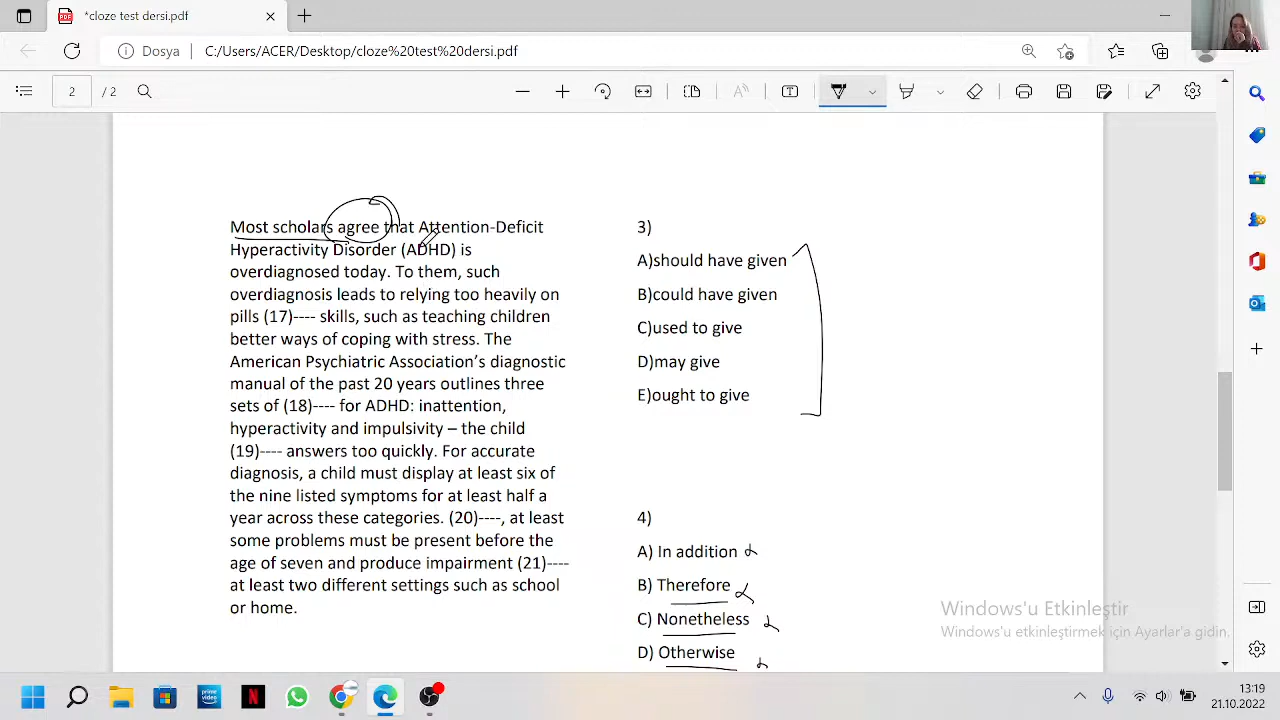 *cloze test dersi.pdf
Dosya
C:/Users/ACER/Desktop/cloze%20test%20dersi.pdf
2
/ 2
Most scholars agree that Attention-Deficit
Hyperactivity Disorder (ADHD) is
overdiagnosed today. To them, such
overdiagnosis leads to relying too heavily on
pills (17)---- skills, such as teaching children
better ways of coping with stress. The
American Psychiatric Association's diagnostic
manual of the past 20 years outlines three
sets of (18)---- for ADHD: inattention,
hyperactivity and impulsivity – the child
(19)---- answers too quickly. For accurate
diagnosis, a child must display at least six of
the nine listed symptoms for at least half a
year across these categories. (20)----, at least
some problems must be present before the
age of seven and produce impairment (21)----
at least two different settings such as school
or home.
3)
A)should have given
B)could have given
C)used to give
D)may give
E)ought to give
4)
A) In addition
B) Therefore
C) Nonetheless
D) Otherwise
Windows'u Etkinleştir
Windows'u etkinleştirmek için Ayarlar'a gidin.
prime
video
N
13:19
21.10.2022